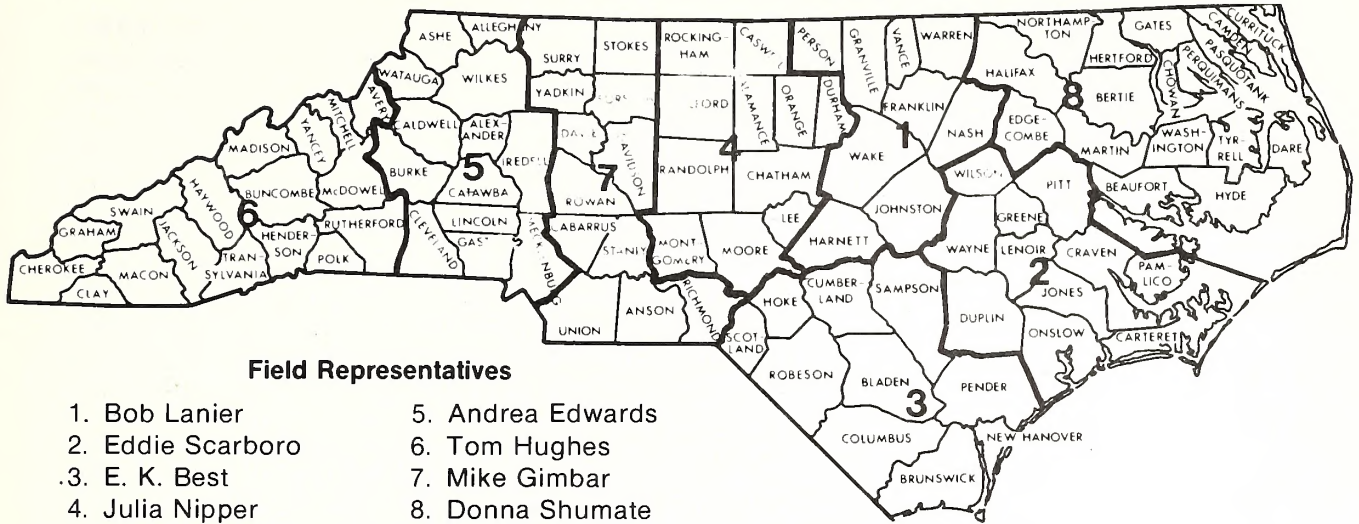 ASHE
ALLEGHANY
SURRY
STOKES
ROCKING-
HAM
PERSON
GRANVILLE
VANCE
WARREN
NORTHAMP
TON
GATES
CURRITUCK
CAMDEN
PASQUOTANK
PERQUIMANS
CHOWAN
HERTFORD
HALIFAX
8
BERTIE
WATAUGA
WILKES
YADKIN
ALAMANCE
ORANGE
DURHAM
FRANKLIN
1
NASH
EDGE-
COMBE
MARTIN
WASH-
INGTON
TYR-
RELL
DARE
AVERY
MITCHELL
YANCEY
MADISON
CALDWELL
ALEX-
ANDER
IREDELL
5
7
4
RANDOLPH
CHATHAM
WAKE
WILSON
PITT
BEAUFORT
HYDE
BUNCOMBE
McDOWEL
BURKE
CATAWBA
ROWAN
LEE
JOHNSTON
GREENE
HAYWOOD
6
RUTHERFORD
CLEVELAND
LINCOLN
CABARRUS
STANLY
MONT-
GOMERY
MOORE
HARNETT
WAYNE
LENOIR
CRAVEN
SWAIN
GRAHAM
JACKSON
HENDER-
SON
POLK
2
PAM-
LICO
CHEROKEE
MACON
TRAN-
SYLVANIA
CLAY
RICHMOND
HOKE
CUMBER-
LAND
SAMPSON
JONES
UNION
ANSON
SCOT-
LAND
DUPLIN
ONSLOW
CARTERET
ROBESON
BLADEN
PENDER
3
COLUMBUS
NEW HANOVER
BRUNSWICK
Field Representatives
1. Bob Lanier
2. Eddie Scarboro
3. E. K. Best
4. Julia Nipper
5. Andrea Edwards
6. Tom Hughes
7. Mike Gimbar
8. Donna Shumate